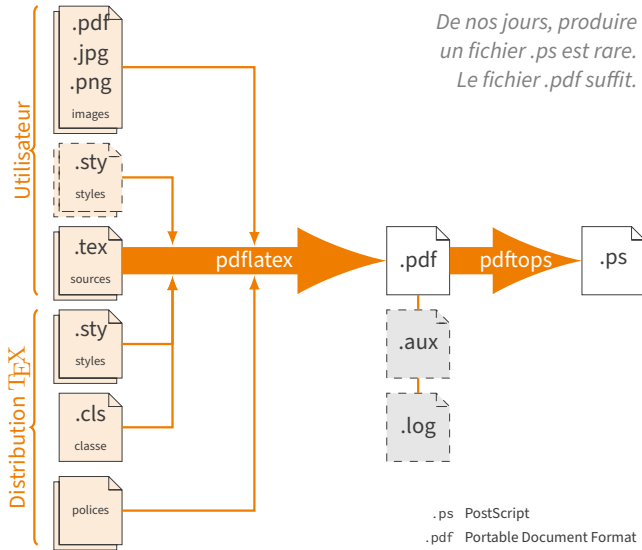 De nos jours, produire
un fichier .ps est rare.
Le fichier .pdf suffit.
Utilisateur
.pdf
.jpg
.png
images
.sty
styles
.tex
sources
pdflatex
.pdf
pdftops
.ps
Distribution TEX
.sty
styles
.aux
.cls
classe
.log
polices
.ps PostScript
.pdf Portable Document Format